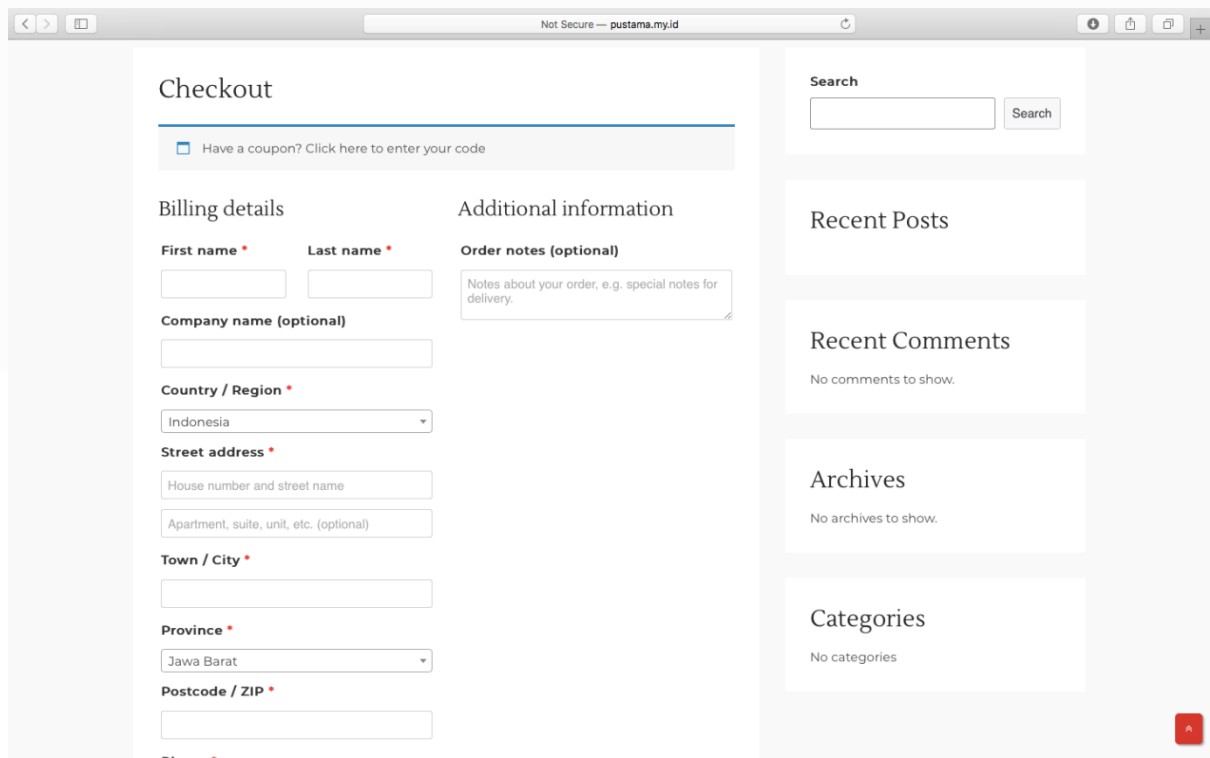 Not Secure — pustama.my.id
Checkout
Have a coupon? Click here to enter your code
Billing details
First name *
Last name *
Company name (optional)
Country / Region *
Indonesia
Street address *
House number and street name
Apartment, suite, unit, etc. (optional)
Town / City *
Province *
Jawa Barat
Postcode / ZIP *
Additional information
Order notes (optional)
Notes about your order, e.g. special notes for
delivery.
Search
Search
Recent Posts
Recent Comments
No comments to show.
Archives
No archives to show.
Categories
No categories